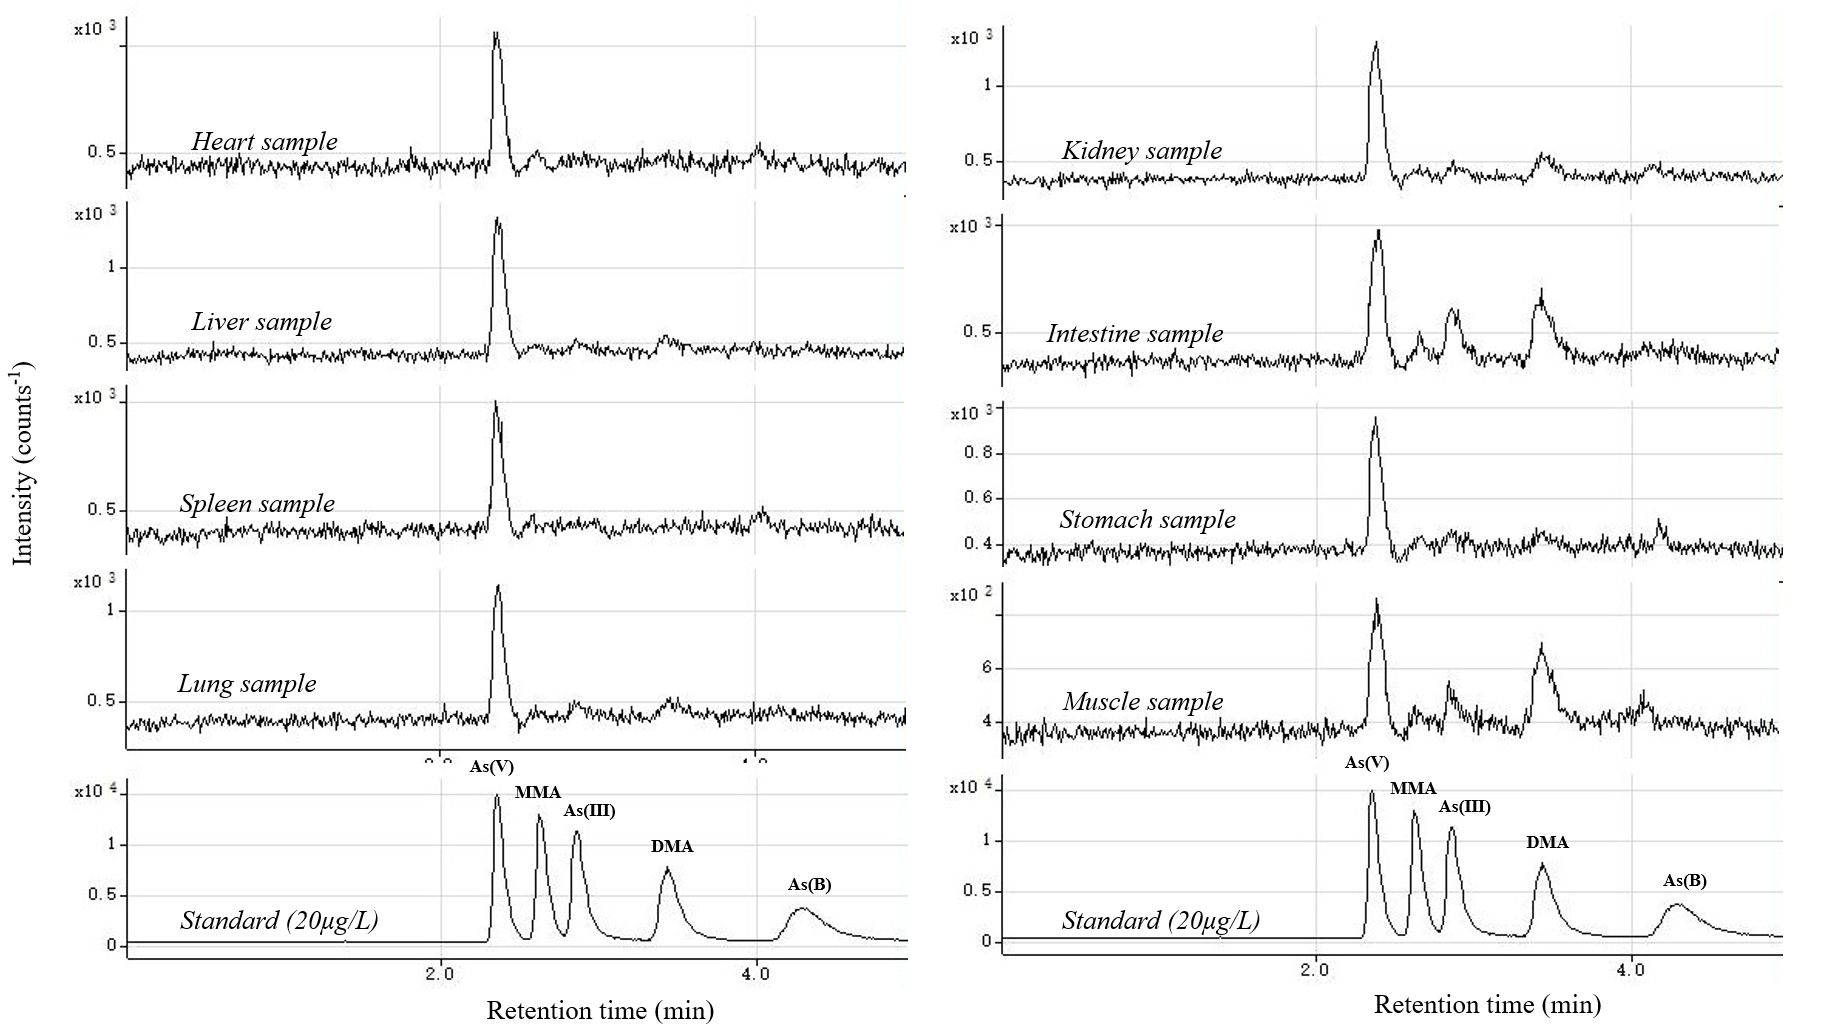 Intensity (counts-1)
x10 3
0.5
Heart sample
x10 3
1
0.5
Liver sample
x10 3
0.5
Spleen sample
x10 3
1
0.5
Lung sample
As(V)
MMA
As(III)
DMA
As(B)
x10 4
1
0.5
0
Standard (20µg/L)
2.0 4.0
Retention time (min)
x10 3
1
0.5
Kidney sample
x10 3
0.5
Intestine sample
x10 3
0.8
0.6
0.4
Stomach sample
x10 2
6
4
Muscle sample
As(V)
MMA
As(III)
DMA
As(B)
x10 4
1
0.5
0
Standard (20µg/L)
2.0 4.0
Retention time (min)